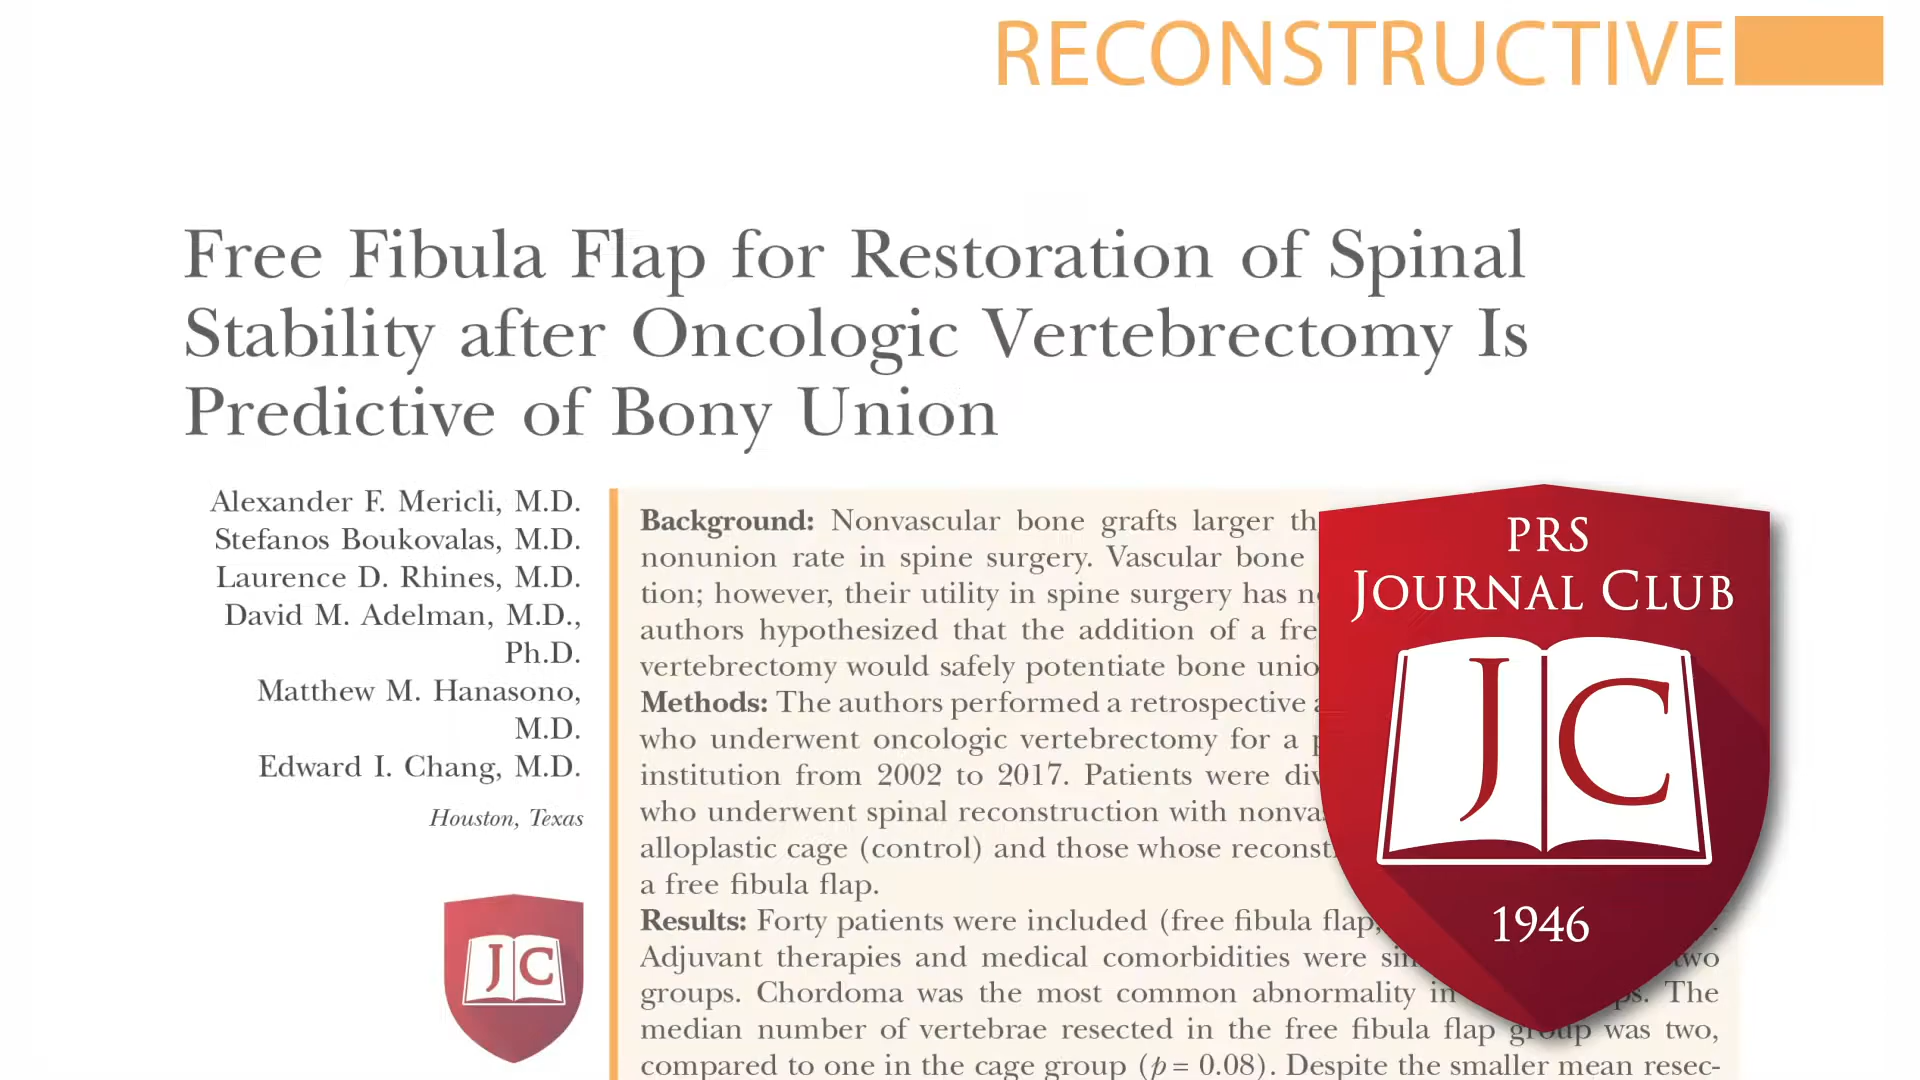 RECONSTRUCTIVE
Free Fibula Flap for Restoration of Spinal
Stability after Oncologic Vertebrectomy Is
Predictive of Bony Union
Alexander F. Mericli, M.D.
Stefanos Boukovalas, M.D.
Laurence D. Rhines, M.D.
David M. Adelman, M.D.,
Ph.D.
Matthew M. Hanasono,
M.D.
Edward I. Chang, M.D.
Houston, Texas
JC
Background: Nonvascular bone grafts larger
nonunion rate in spine surgery. Vascular bone
tion; however, their utility in spine surgery has
authors hypothesized that the addition of a
vertebrectomy would safely potentiate bone
Methods: The authors performed a retrospective
who underwent oncologic vertebrectomy for a
institution from 2002 to 2017. Patients were
who underwent spinal reconstruction with
alloplastic cage (control) and those whose
a free fibula flap.
Results: Forty patients were included (free fibula flap,
Adjuvant therapies and medical comorbidities were two
groups. Chordoma was the most common abnormality in The
median number of vertebrae resected in the free fibula flap group was two,
compared to one in the cage group (p = 0.08). Despite the smaller mean resec-
PRS
JOURNAL CLUB
JC
1946